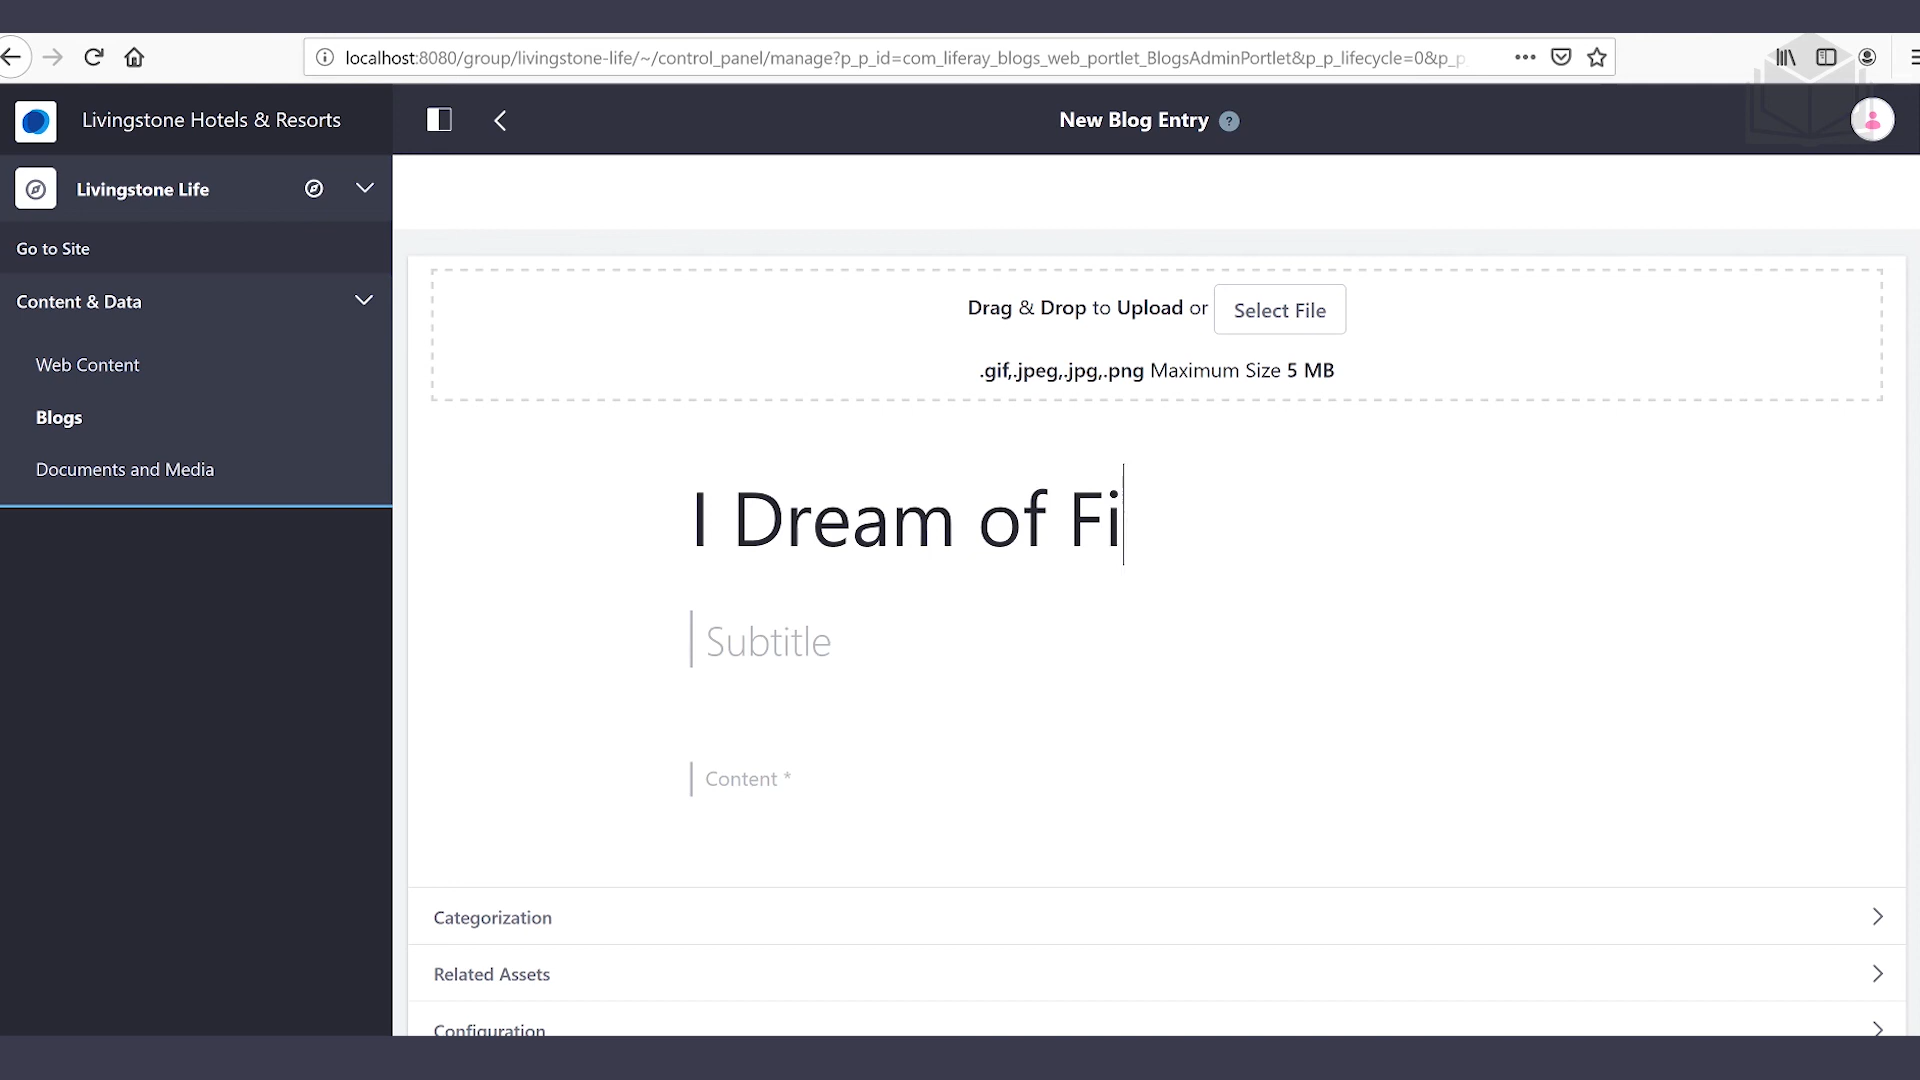 localhost:8080/group/livingstone-life/~/control_panel/manage?p_p_id=com_liferay_blogs_web_portlet_BlogsAdminPortlet&p_p_lifecycle=0&p_p_
Livingstone Hotels & Resorts
New Blog Entry ?
Livingstone Life
Go to Site
Content & Data
Web Content
Blogs
Documents and Media
Drag & Drop to Upload or Select File
.gif,.jpeg,.jpg,.png Maximum Size 5 MB
I Dream of Fi
Subtitle
Content *
Categorization
Related Assets
Configuration